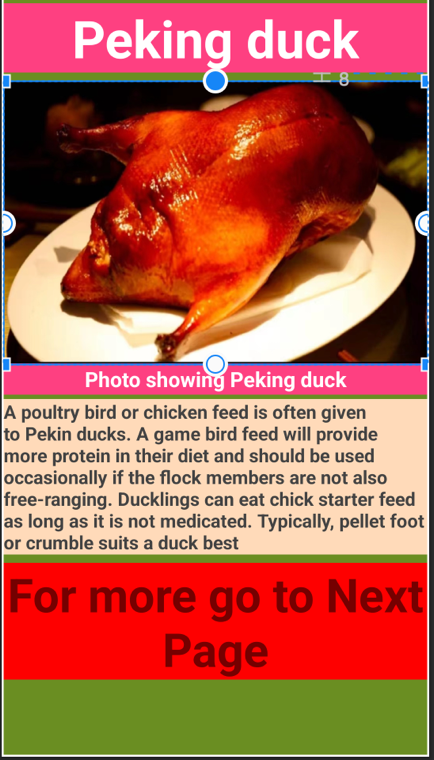 Peking duck
8
Photo showing Peking duck
A poultry bird or chicken feed is often given
to Pekin ducks. A game bird feed will provide
more protein in their diet and should be used
occasionally if the flock members are not also
free-ranging. Ducklings can eat chick starter feed
as long as it is not medicated. Typically, pellet foot
or crumble suits a duck best
For more go to Next
Page